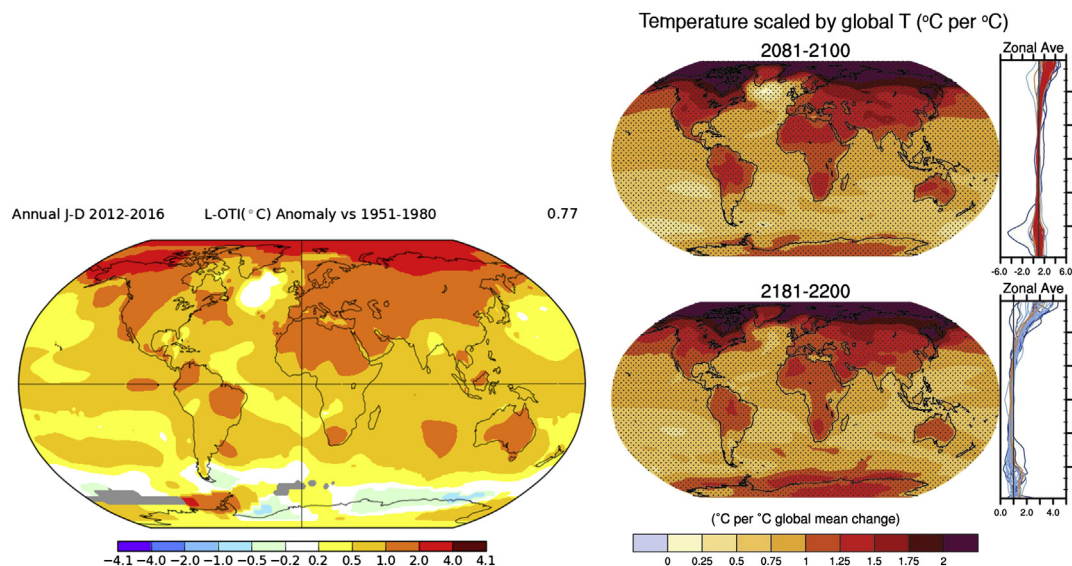 Temperature scaled by global T (°C per °C)
2081-2100
Zonal Ave
-6.0 -2.0 2.0 6.0
Annual J-D 2012-2016 L-OTI(°C) Anomaly vs 1951-1980 0.77
−4.1 −4.0 −2.0 −1.0 −0.5 −0.2 0.2 0.5 1.0 2.0 4.0 4.1
2181-2200
Zonal Ave
0.0 2.0 4.0
(°C per °C global mean change)
0 0.25 0.5 0.75 1 1.25 1.5 1.75 2